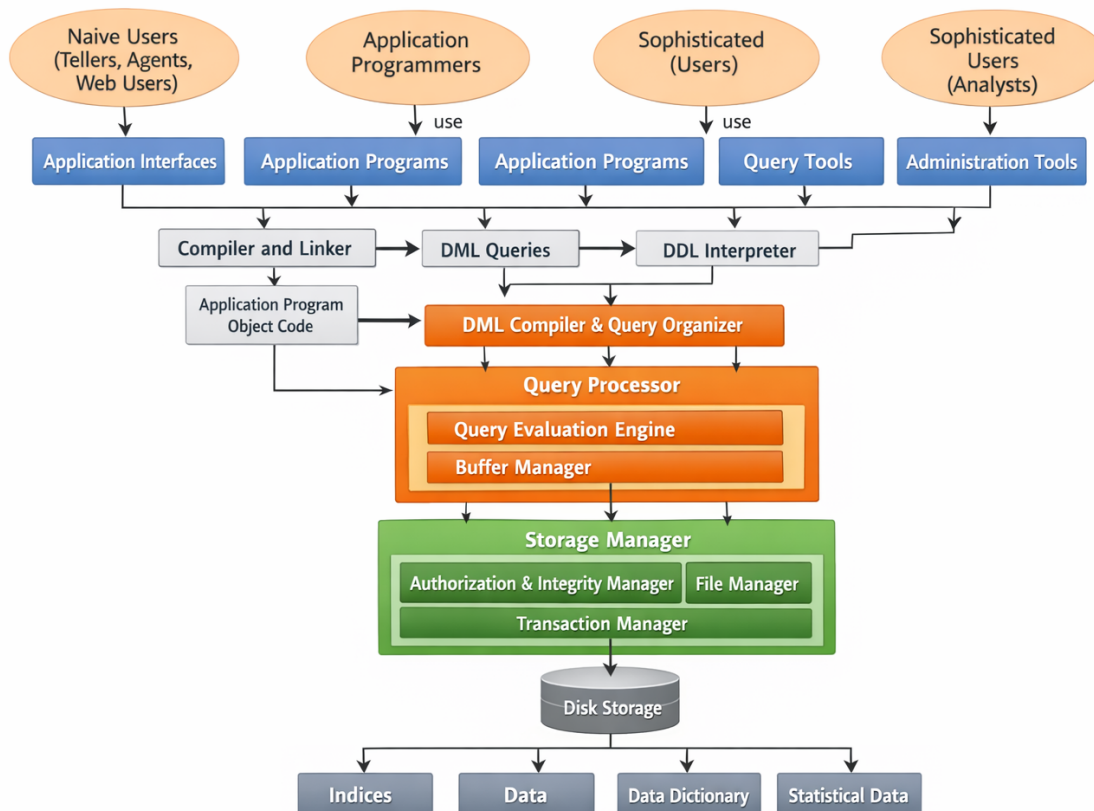 Naive Users
(Tellers, Agents,
Web Users)
Application
Programmers
Sophisticated
(Users)
Sophisticated
Users
(Analysts)
use
use
Application Interfaces
Application Programs
Application Programs
Query Tools
Administration Tools
Compiler and Linker
DML Queries
DDL Interpreter
Application Program
Object Code
DML Compiler & Query Organizer
Query Processor
Query Evaluation Engine
Buffer Manager
Storage Manager
Authorization & Integrity Manager
File Manager
Transaction Manager
Disk Storage
Indices
Data
Data Dictionary
Statistical Data